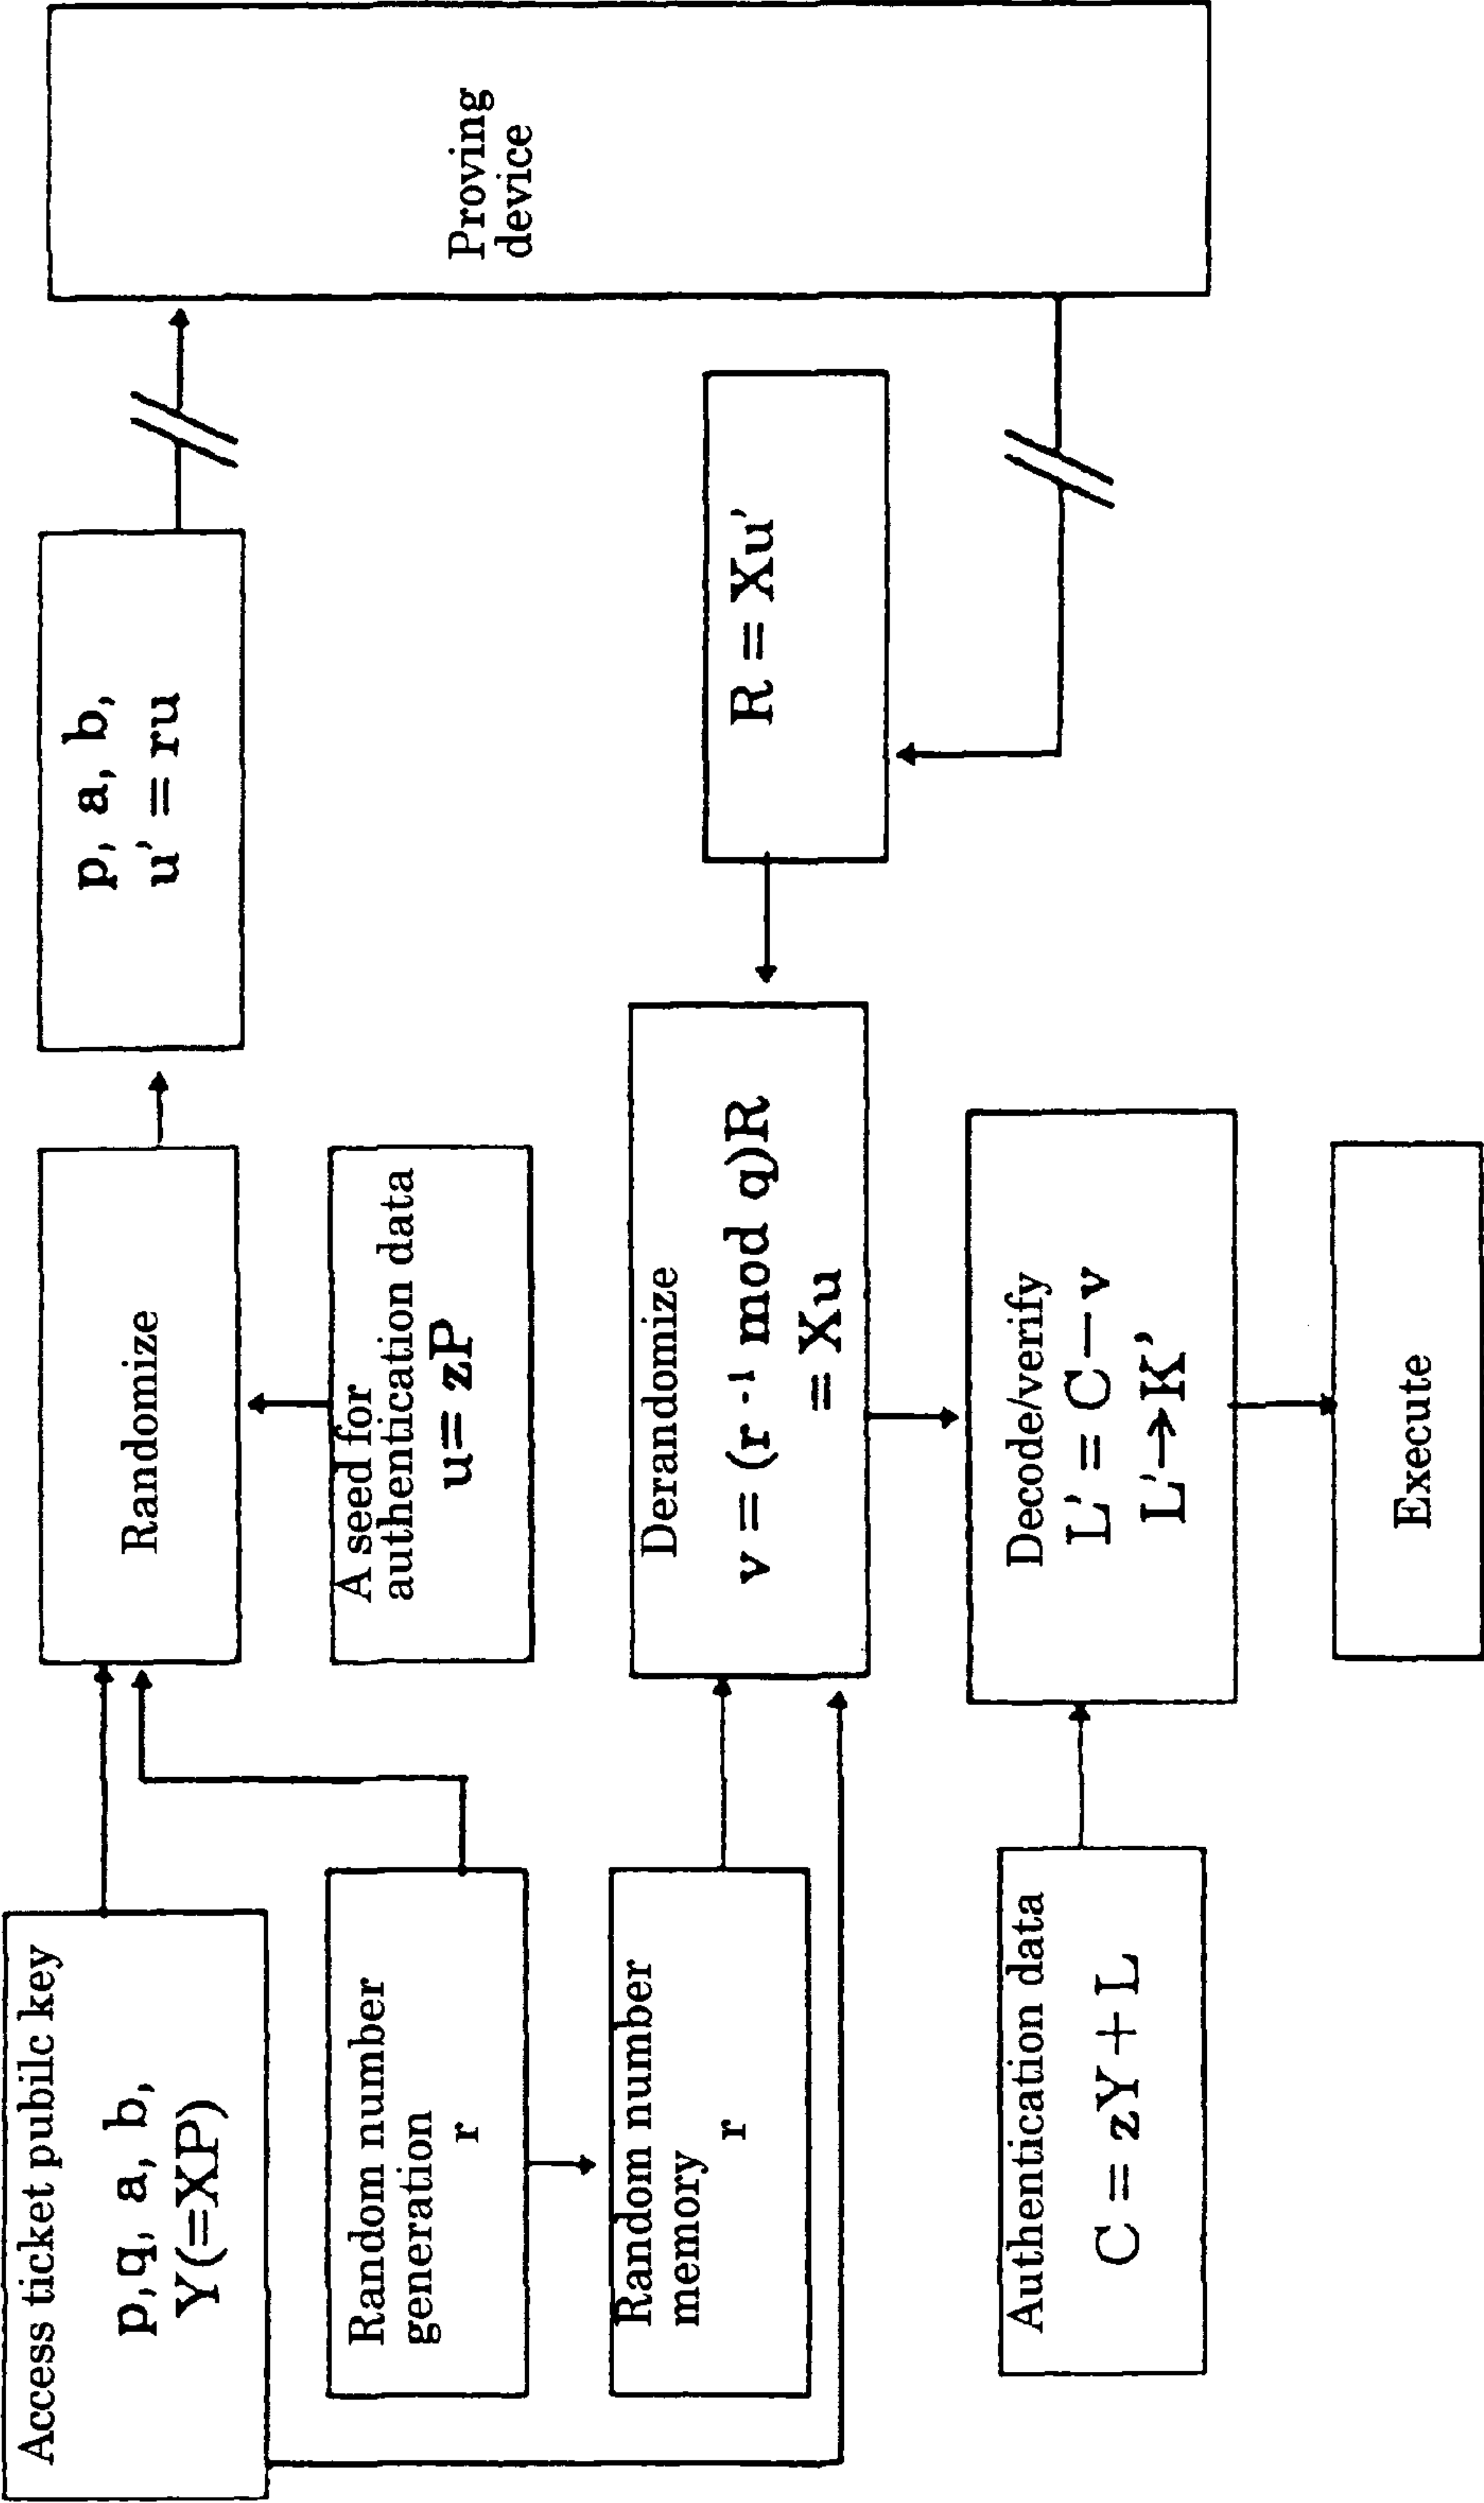 Access ticket pubilc key
p,q, a, b,
Y(=XP)
Randomize
p, a, b,
u' = ru
Proving
device
Random number
generation
r
A seed for
authentication data
u = zP
Random number
memory
r
Derandomize
v = (r⁻¹ mod q)R
= Xu
R = Xu'
Authentication data
C = zY + L
Decode/verify
L' = C − v
L' → K'
Execute